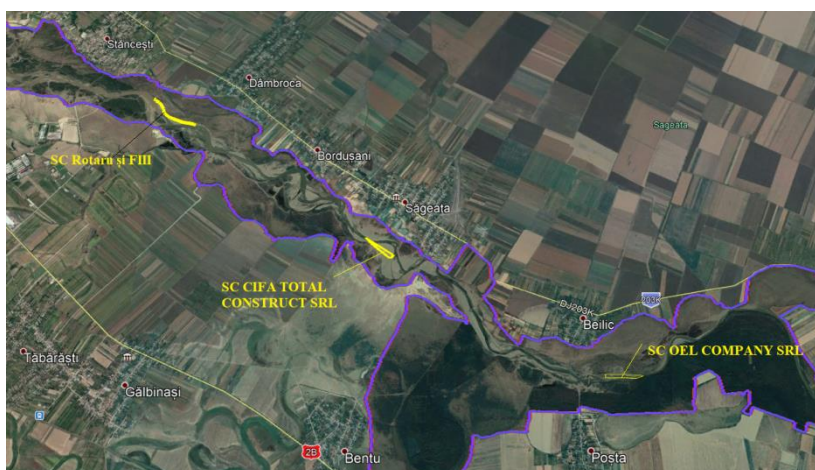 Stăncești
Dâmbroca
Săgeata
SC Rotaru și FIII
Bordușani
Săgeata
SC CIFA TOTAL
CONSTRUCT SRL
203K
DJ203K
Beilic
Tăbărăști
SC OEL COMPANY SRL
Gălbinași
2B
Bentu
Posta